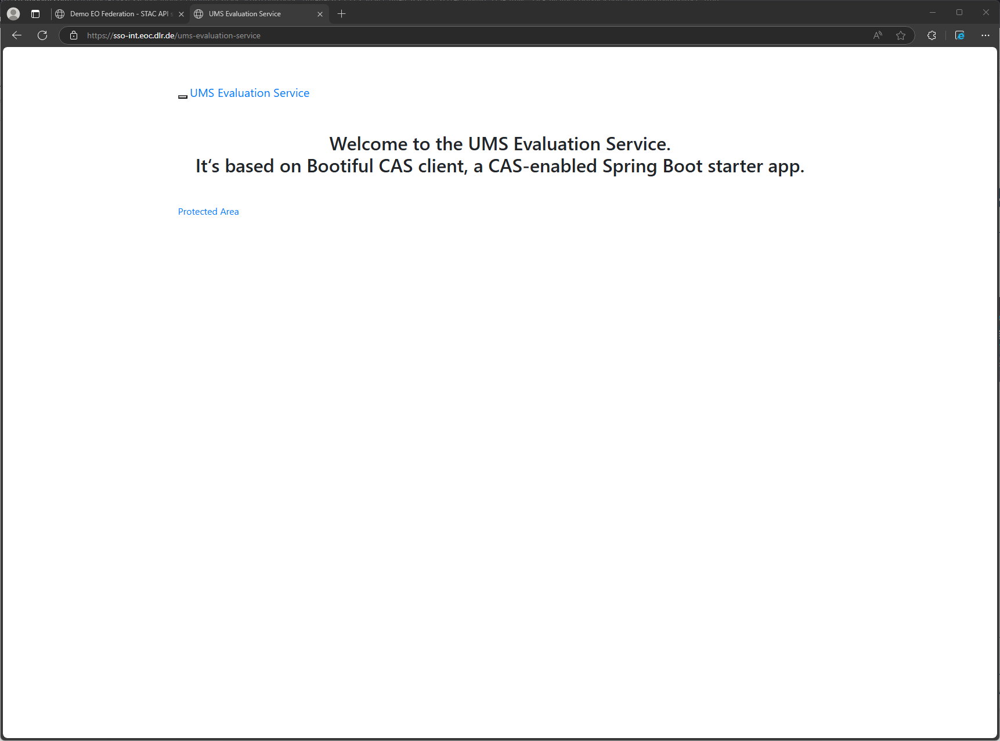 Demo EO Federation - STAC API
UMS Evaluation Service
https://sso-int.eoc.dlr.de/ums-evaluation-service
UMS Evaluation Service
Welcome to the UMS Evaluation Service.
It‘s based on Bootiful CAS client, a CAS-enabled Spring Boot starter app.
Protected Area